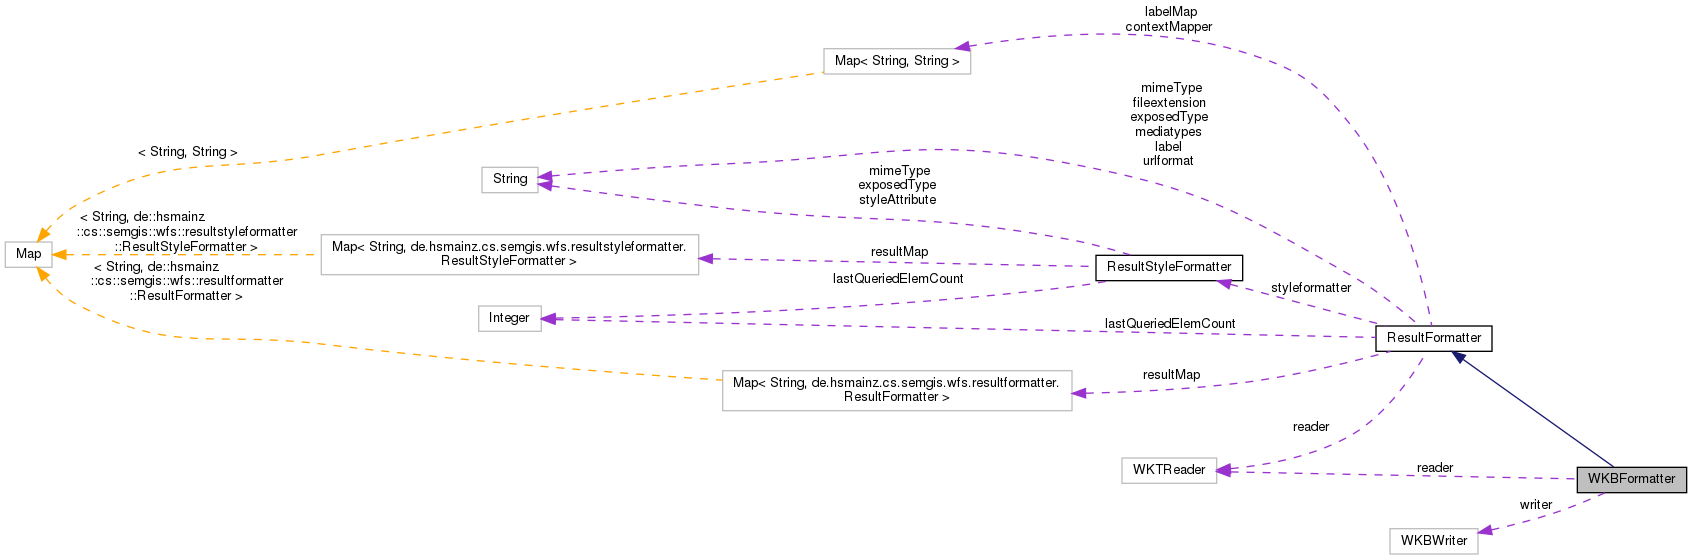 labelMap
contextMapper
Map< String, String >
mimeType
fileextension
exposedType
mediatypes
label
urlformat
< String, String >
String
mimeType
exposedType
styleAttribute
< String, de::hsmainz
::cs::semgis::wfs::resultstyleformatter
::ResultStyleFormatter >
Map
Map< String, de.hsmainz.cs.semgis.wfs.resultstyleformatter.
ResultStyleFormatter >
resultMap
ResultStyleFormatter
< String, de::hsmainz
::cs::semgis::wfs::resultformatter
::ResultFormatter >
lastQueriedElemCount
styleformatter
Integer
lastQueriedElemCount
ResultFormatter
Map< String, de.hsmainz.cs.semgis.wfs.resultformatter.
ResultFormatter >
resultMap
reader
WKTReader
reader
WKBFormatter
writer
WKBWriter